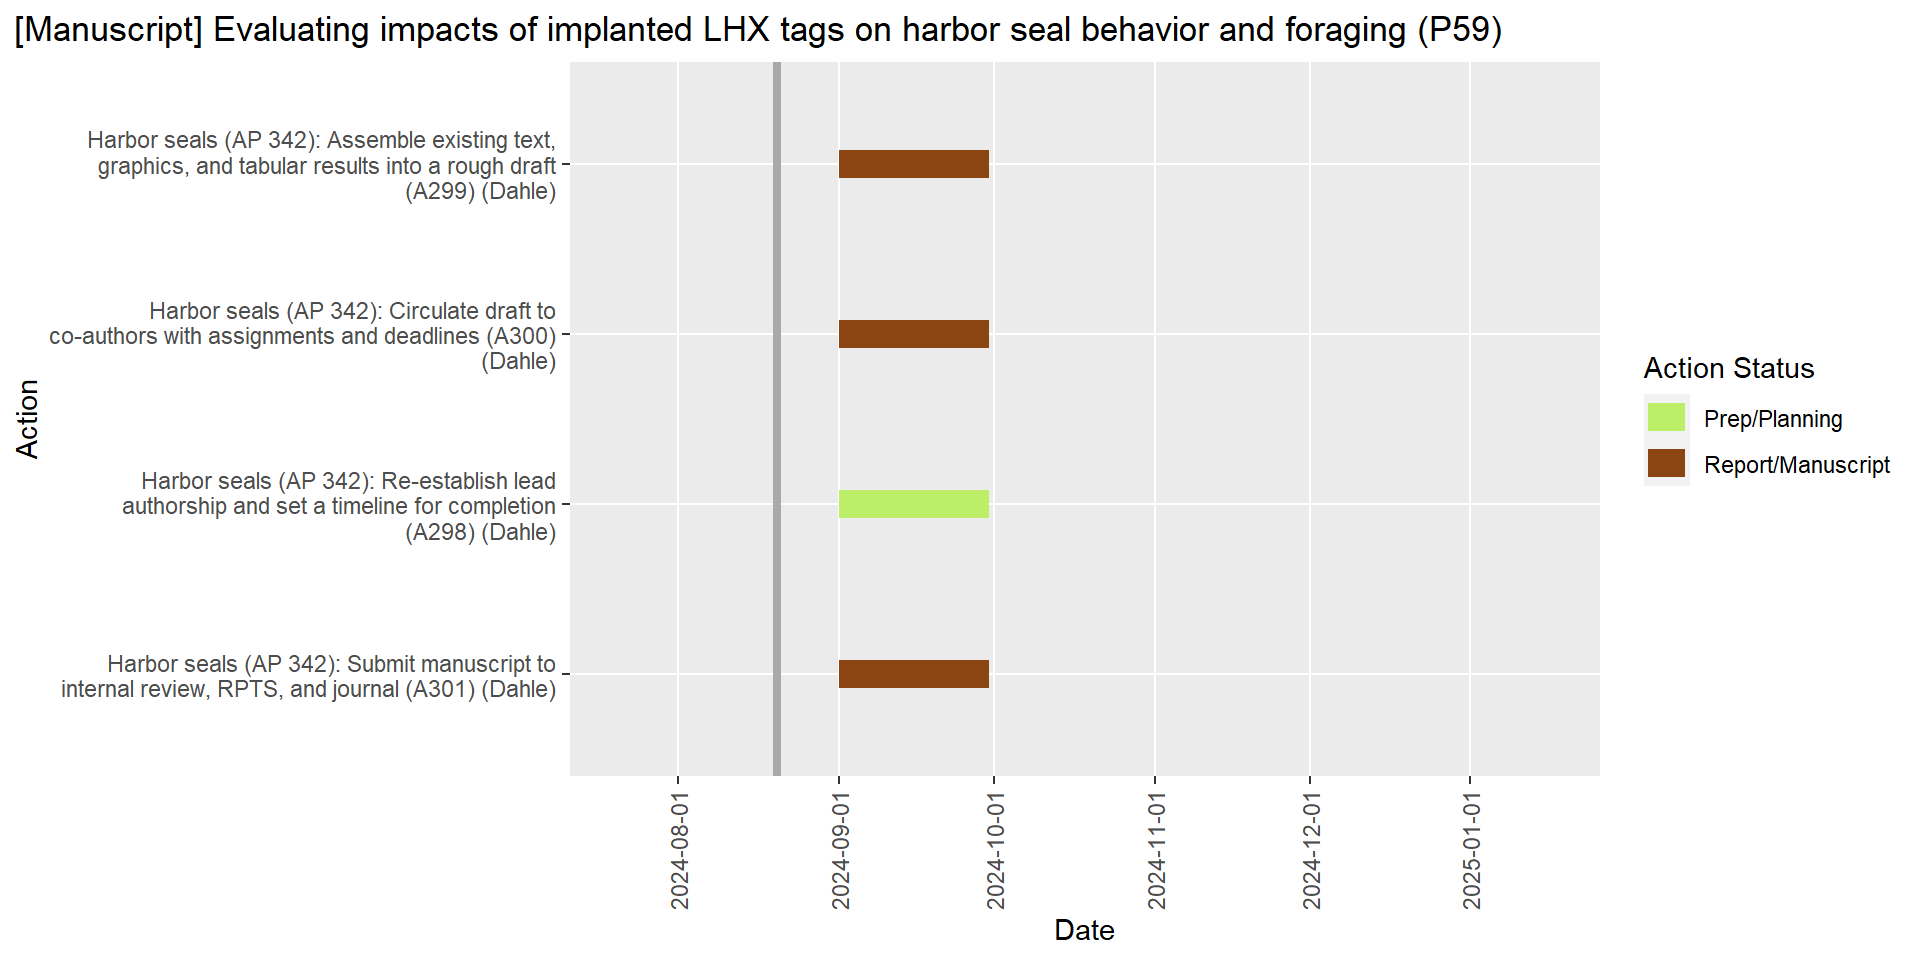 [Manuscript] Evaluating impacts of implanted LHX tags on harbor seal behavior and foraging (P59)
Harbor seals (AP 342): Assemble existing text,
graphics, and tabular results into a rough draft
(A299) (Dahle)
Harbor seals (AP 342): Circulate draft to
co-authors with assignments and deadlines (A300)
(Dahle)
Harbor seals (AP 342): Re-establish lead
authorship and set a timeline for completion
(A298) (Dahle)
Harbor seals (AP 342): Submit manuscript to
internal review, RPTS, and journal (A301) (Dahle)
Action
2024-08-01
2024-09-01
2024-10-01
2024-11-01
2024-12-01
2025-01-01
Date
Action Status
Prep/Planning
Report/Manuscript